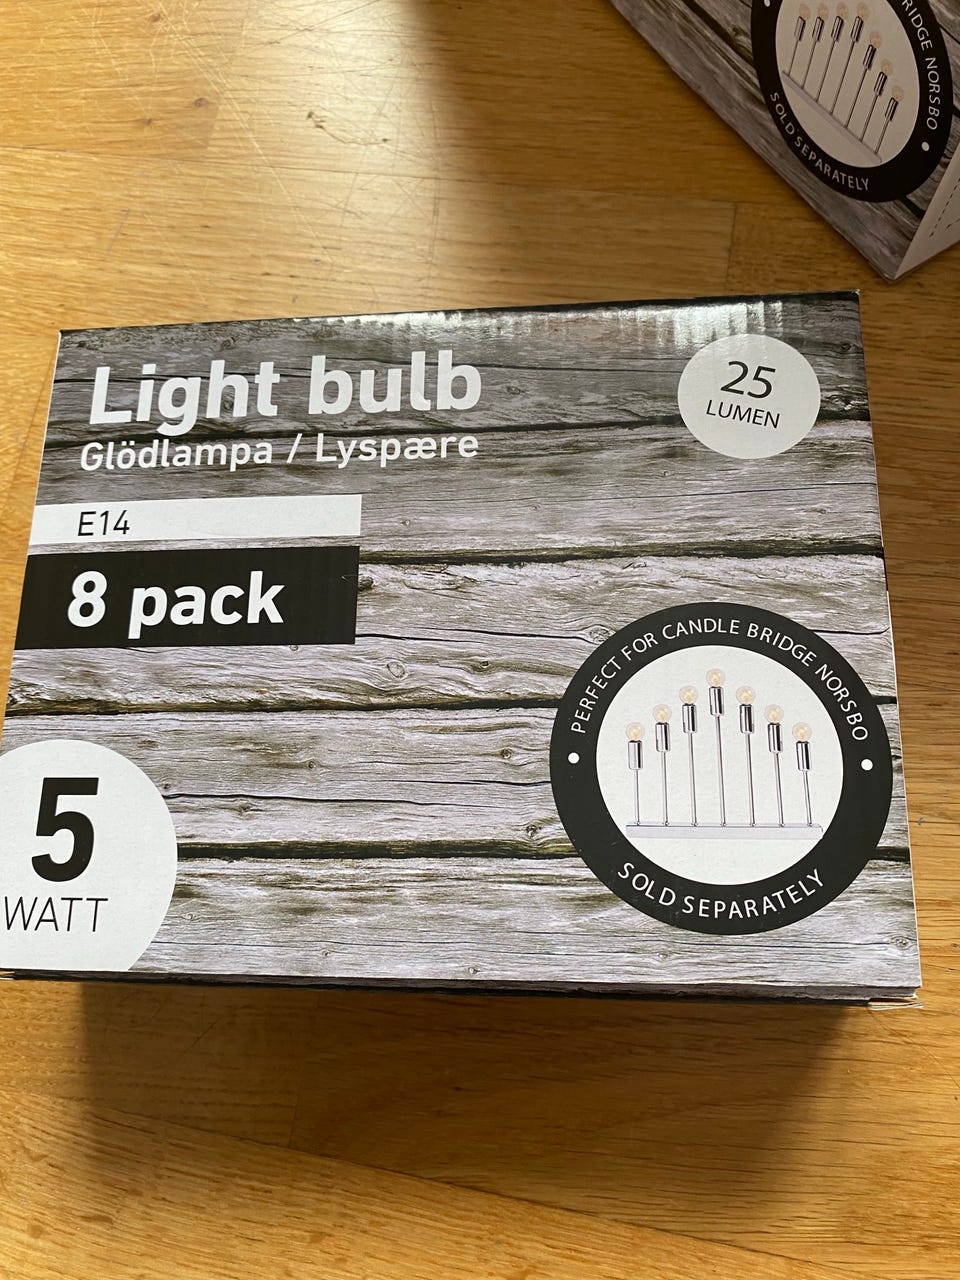 RIDGE NORSBO
SOLD SEPARATELY
Light bulb
Glödlampa / Lyspære
25
LUMEN
E14
8 pack
PERFECT FOR CANDLE BRIDGE NORSBO
SOLD SEPARATELY
5
WATT